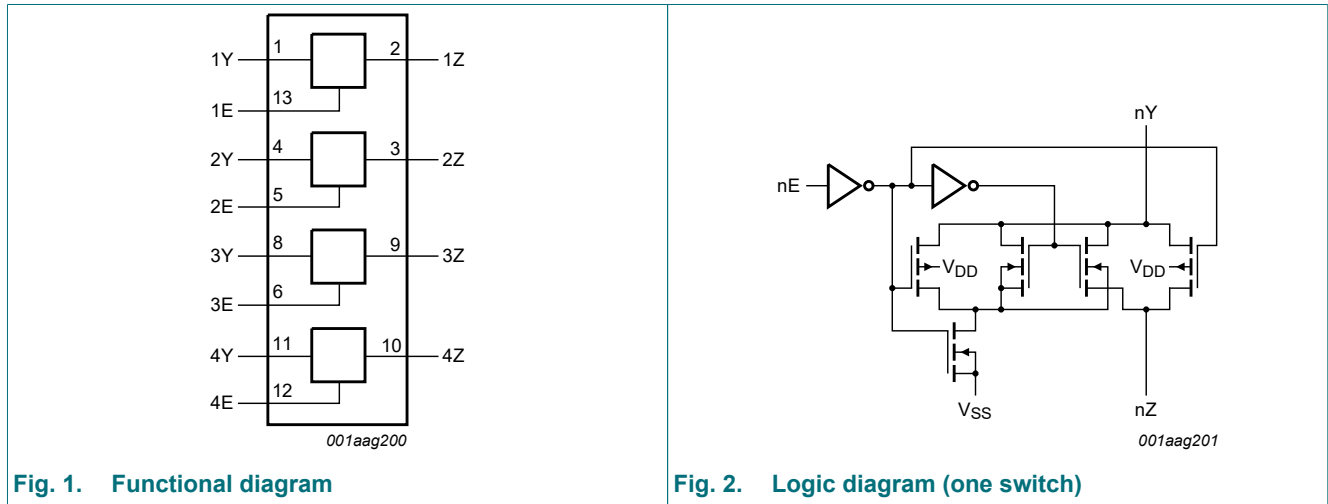 1Y 1 2 1Z
1E 13
2Y 4 3 2Z
2E 5
3Y 8 9 3Z
3E 6
4Y 11 10 4Z
4E 12
001aag200
Fig. 1. Functional diagram
nY
nE
VDD VDD
VSS nZ
001aag201
Fig. 2. Logic diagram (one switch)